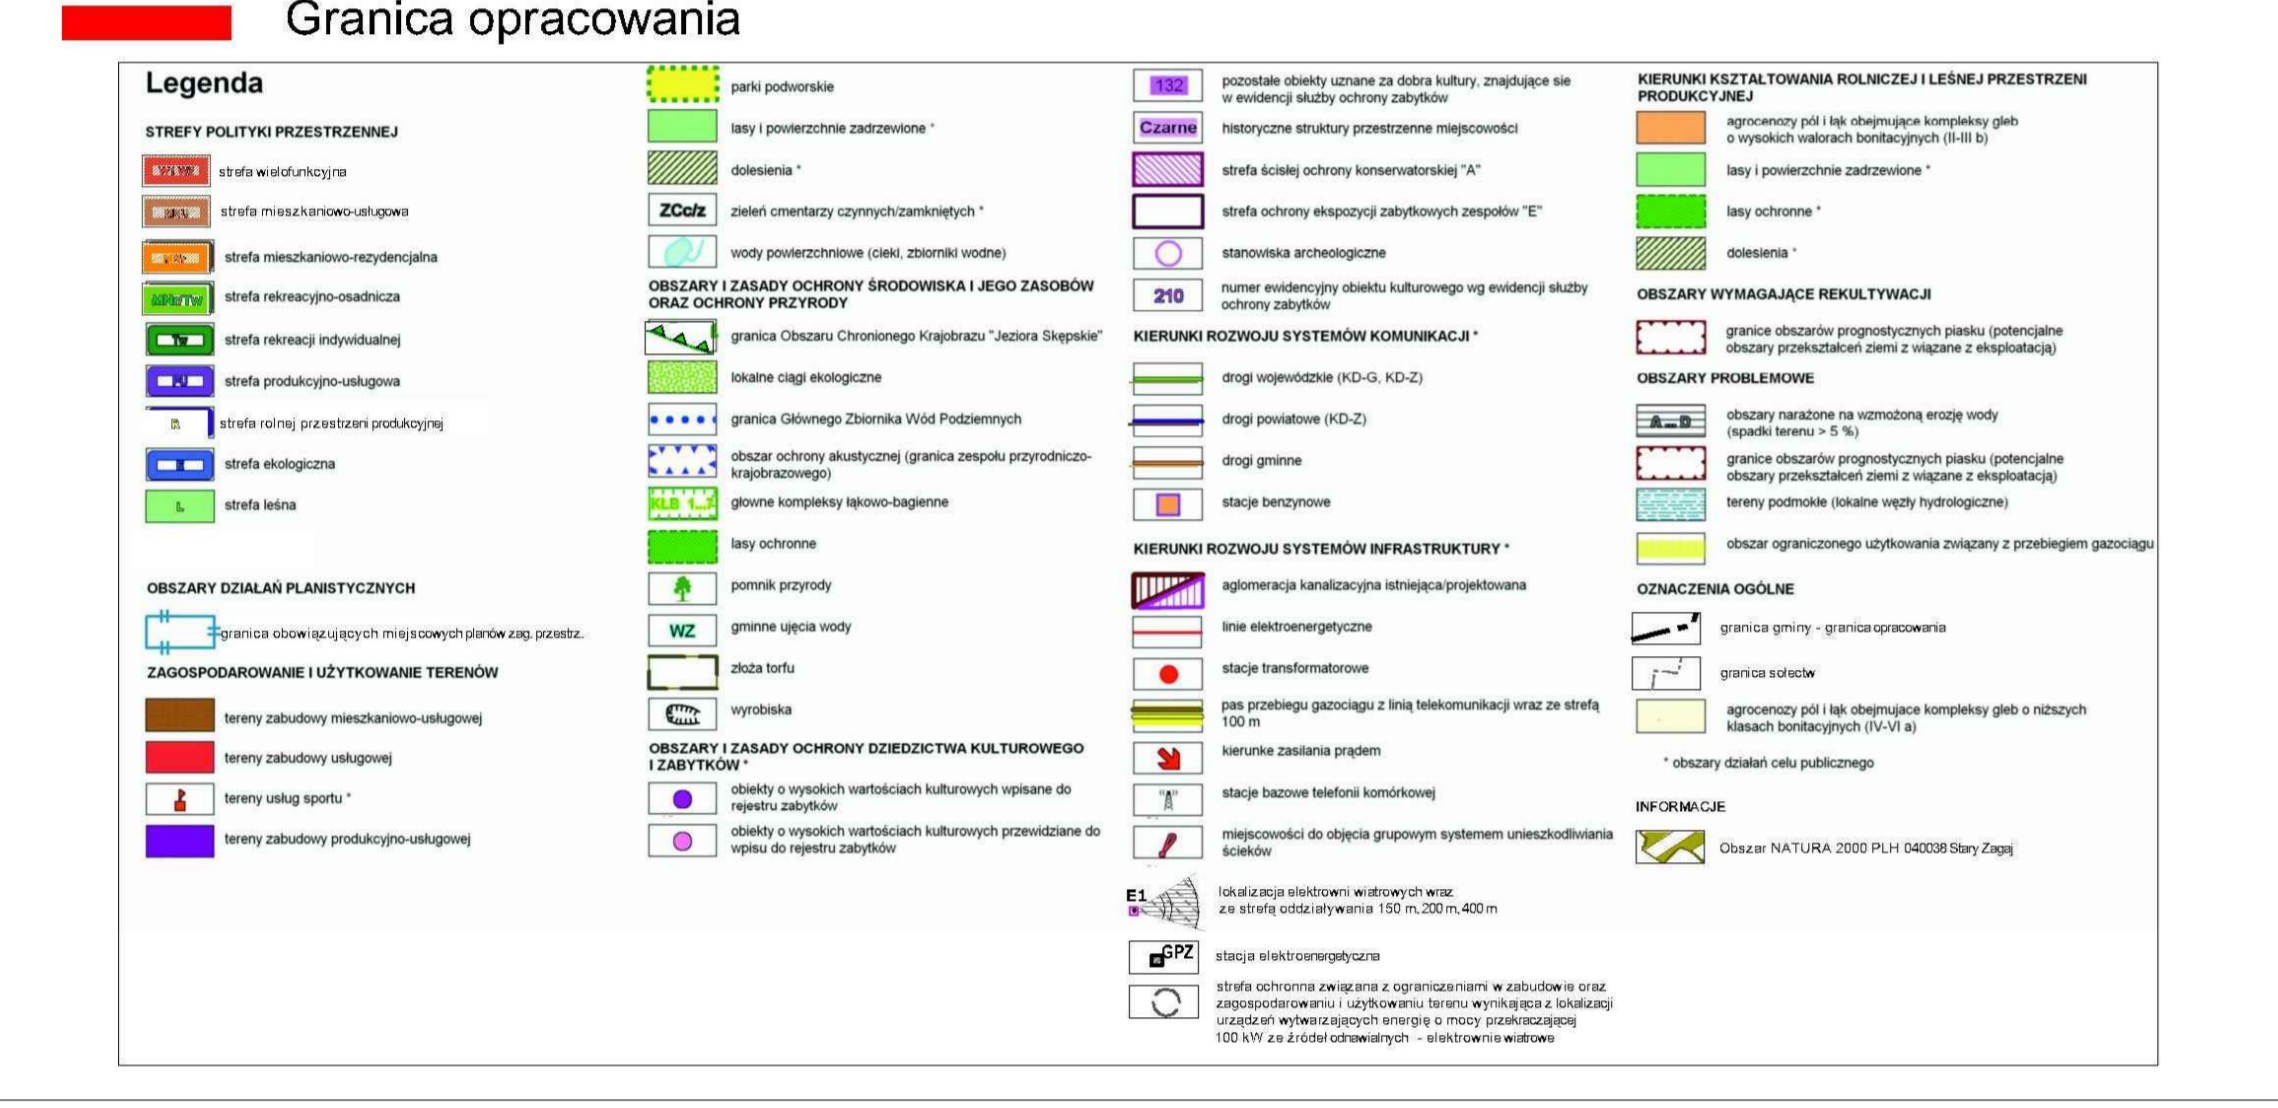 Granica opracowania
Legenda
STREFY POLITYKI PRZESTRZENNEJ
strefa wielofunkcyjna
strefa mieszkaniowo-usługowa
strefa mieszkaniowo-rezydencjalna
strefa rekreacyjno-osadnicza
Tw
strefa rekreacji indywidualnej
PU
strefa produkcyjno-usługowa
R
strefa rolnej przestrzeni produkcyjnej
E
strefa ekologiczna
L
strefa leśna
OBSZARY DZIAŁAŃ PLANISTYCZNYCH
granica obowiązujących miejscowych planów zag. przestrz.
ZAGOSPODAROWANIE I UŻYTKOWANIE TERENÓW
tereny zabudowy mieszkaniowo-usługowej
tereny zabudowy usługowej
tereny usług sportu *
tereny zabudowy produkcyjno-usługowej
parki podworskie
lasy i powierzchnie zadrzewione *
dolesienia *
ZCc/z
zieleń cmentarzy czynnych/zamkniętych *
wody powierzchniowe (cieki, zbiorniki wodne)
OBSZARY I ZASADY OCHRONY ŚRODOWISKA I JEGO ZASOBÓW
ORAZ OCHRONY PRZYRODY
granica Obszaru Chronionego Krajobrazu "Jeziora Skępskie"
lokalne ciągi ekologiczne
granica Głównego Zbiornika Wód Podziemnych
obszar ochrony akustycznej (granica zespołu przyrodniczo-
krajobrazowego)
KLB 1...7
głowne kompleksy łąkowo-bagienne
lasy ochronne
pomnik przyrody
WZ
gminne ujęcia wody
złoża torfu
wyrobiska
OBSZARY I ZASADY OCHRONY DZIEDZICTWA KULTUROWEGO
I ZABYTKÓW *
obiekty o wysokich wartościach kulturowych wpisane do
rejestru zabytków
obiekty o wysokich wartościach kulturowych przewidziane do
wpisu do rejestru zabytków
132
pozostałe obiekty uznane za dobra kultury, znajdujące sie
w ewidencji służby ochrony zabytków
Czarne
historyczne struktury przestrzenne miejscowości
strefa ścisłej ochrony konserwatorskiej "A"
strefa ochrony ekspozycji zabytkowych zespołów "E"
stanowiska archeologiczne
210
numer ewidencyjny obiektu kulturowego wg ewidencji służby
ochrony zabytków
KIERUNKI ROZWOJU SYSTEMÓW KOMUNIKACJI *
drogi wojewódzkie (KD-G, KD-Z)
drogi powiatowe (KD-Z)
drogi gminne
stacje benzynowe
KIERUNKI ROZWOJU SYSTEMÓW INFRASTRUKTURY *
aglomeracja kanalizacyjna istniejąca/projektowana
linie elektroenergetyczne
stacje transformatorowe
pas przebiegu gazociągu z linią telekomunikacji wraz ze strefą
100 m
kierunke zasilania prądem
stacje bazowe telefonii komórkowej
miejscowości do objęcia grupowym systemem unieszkodliwiania
ścieków
E1
lokalizacja elektrowni wiatrowych wraz
ze strefą oddziaływania 150 m, 200 m, 400 m
GPZ
stacja elektroenergetyczna
strefa ochronna związana z ograniczeniami w zabudowie oraz
zagospodarowaniu i użytkowaniu terenu wynikająca z lokalizacji
urządzeń wytwarzających energię o mocy przekraczającej
100 kW ze źródeł odnawialnych - elektrownie wiatrowe
KIERUNKI KSZTAŁTOWANIA ROLNICZEJ I LEŚNEJ PRZESTRZENI
PRODUKCYJNEJ
agrocenozy pól i łąk obejmujące kompleksy gleb
o wysokich walorach bonitacyjnych (II-III b)
lasy i powierzchnie zadrzewione *
lasy ochronne *
dolesienia *
OBSZARY WYMAGAJĄCE REKULTYWACJI
granice obszarów prognostycznych piasku (potencjalne
obszary przekształceń ziemi z wiązane z eksploatacją)
OBSZARY PROBLEMOWE
A...D
obszary narażone na wzmożoną erozję wody
(spadki terenu > 5 %)
granice obszarów prognostycznych piasku (potencjalne
obszary przekształceń ziemi z wiązane z eksploatacją)
tereny podmokłe (lokalne węzły hydrologiczne)
obszar ograniczonego użytkowania związany z przebiegiem gazociągu
OZNACZENIA OGÓLNE
granica gminy - granica opracowania
granica sołectw
agrocenozy pól i łąk obejmujace kompleksy gleb o niższych
klasach bonitacyjnych (IV-VI a)
* obszary działań celu publicznego
INFORMACJE
Obszar NATURA 2000 PLH 040038 Stary Zagaj